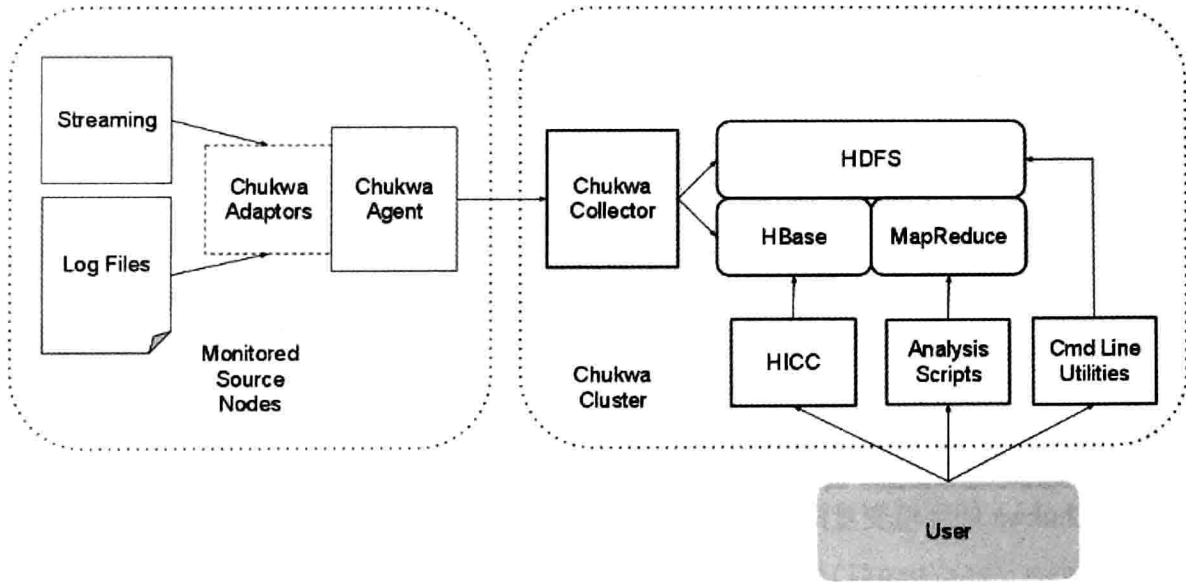 Streaming
Chukwa
Adaptors
Chukwa
Agent
Log Files
Monitored
Source
Nodes
Chukwa
Collector
HDFS
HBase
MapReduce
HICC
Analysis
Scripts
Cmd Line
Utilities
Chukwa
Cluster
User